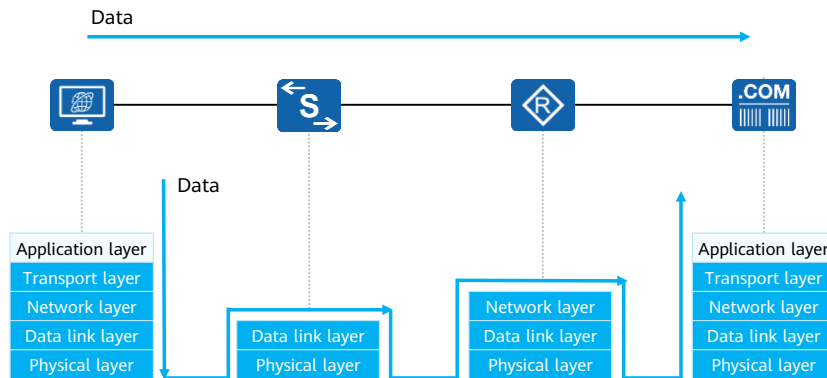 Data
S
R
.COM
Data
Application layer
Transport layer
Network layer
Data link layer
Physical layer
Data link layer
Physical layer
Network layer
Data link layer
Physical layer
Application layer
Transport layer
Network layer
Data link layer
Physical layer